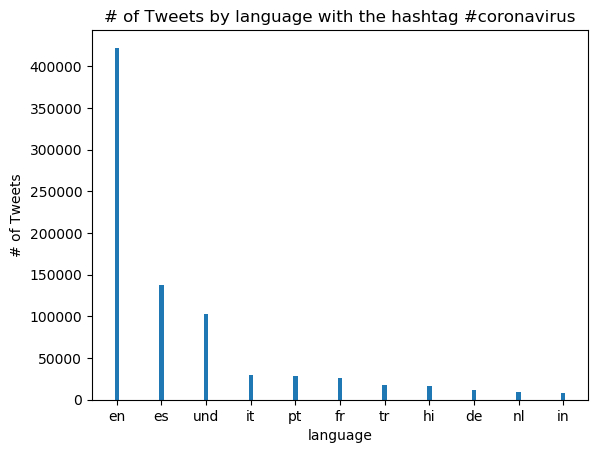 # of Tweets by language with the hashtag #coronavirus
400000
350000
300000
250000
200000
150000
100000
50000
0
# of Tweets
en es und it pt fr tr hi de nl in
language